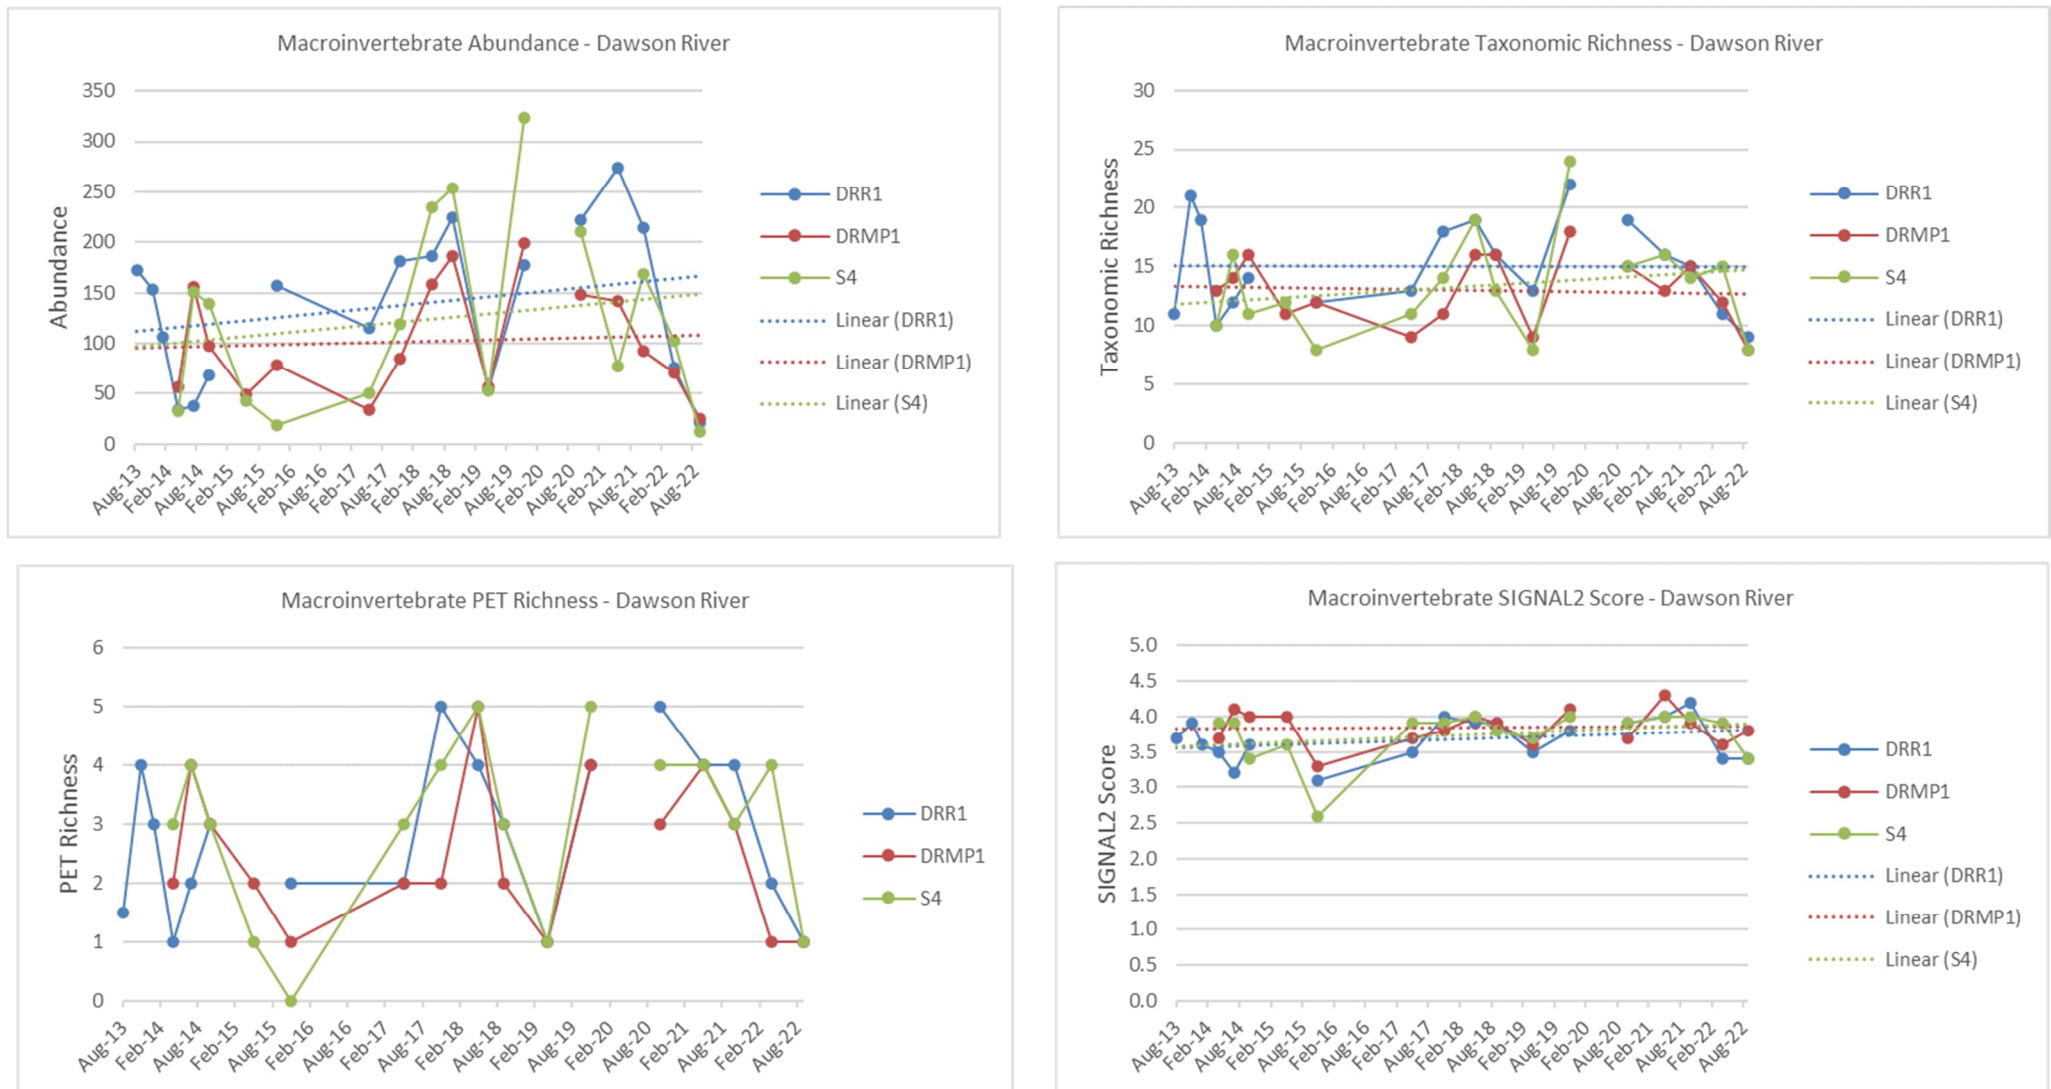 Macroinvertebrate Abundance - Dawson River
350
300
250
200
150
100
50
0
Abundance
Aug-13
Feb-14
Aug-14
Feb-15
Aug-15
Feb-16
Aug-16
Feb-17
Aug-17
Feb-18
Aug-18
Feb-19
Aug-19
Feb-20
Aug-20
Feb-21
Aug-21
Feb-22
Aug-22
DRR1
DRMP1
S4
Linear (DRR1)
Linear (DRMP1)
Linear (S4)
Macroinvertebrate Taxonomic Richness - Dawson River
30
25
20
15
10
5
0
Taxonomic Richness
Aug-13
Feb-14
Aug-14
Feb-15
Aug-15
Feb-16
Aug-16
Feb-17
Aug-17
Feb-18
Aug-18
Feb-19
Aug-19
Feb-20
Aug-20
Feb-21
Aug-21
Feb-22
Aug-22
DRR1
DRMP1
S4
Linear (DRR1)
Linear (DRMP1)
Linear (S4)
Macroinvertebrate PET Richness - Dawson River
6
5
4
3
2
1
0
PET Richness
Aug-13
Feb-14
Aug-14
Feb-15
Aug-15
Feb-16
Aug-16
Feb-17
Aug-17
Feb-18
Aug-18
Feb-19
Aug-19
Feb-20
Aug-20
Feb-21
Aug-21
Feb-22
Aug-22
DRR1
DRMP1
S4
Macroinvertebrate SIGNAL2 Score - Dawson River
5.0
4.5
4.0
3.5
3.0
2.5
2.0
1.5
1.0
0.5
0.0
SIGNAL2 Score
Aug-13
Feb-14
Aug-14
Feb-15
Aug-15
Feb-16
Aug-16
Feb-17
Aug-17
Feb-18
Aug-18
Feb-19
Aug-19
Feb-20
Aug-20
Feb-21
Aug-21
Feb-22
Aug-22
DRR1
DRMP1
S4
Linear (DRR1)
Linear (DRMP1)
Linear (S4)